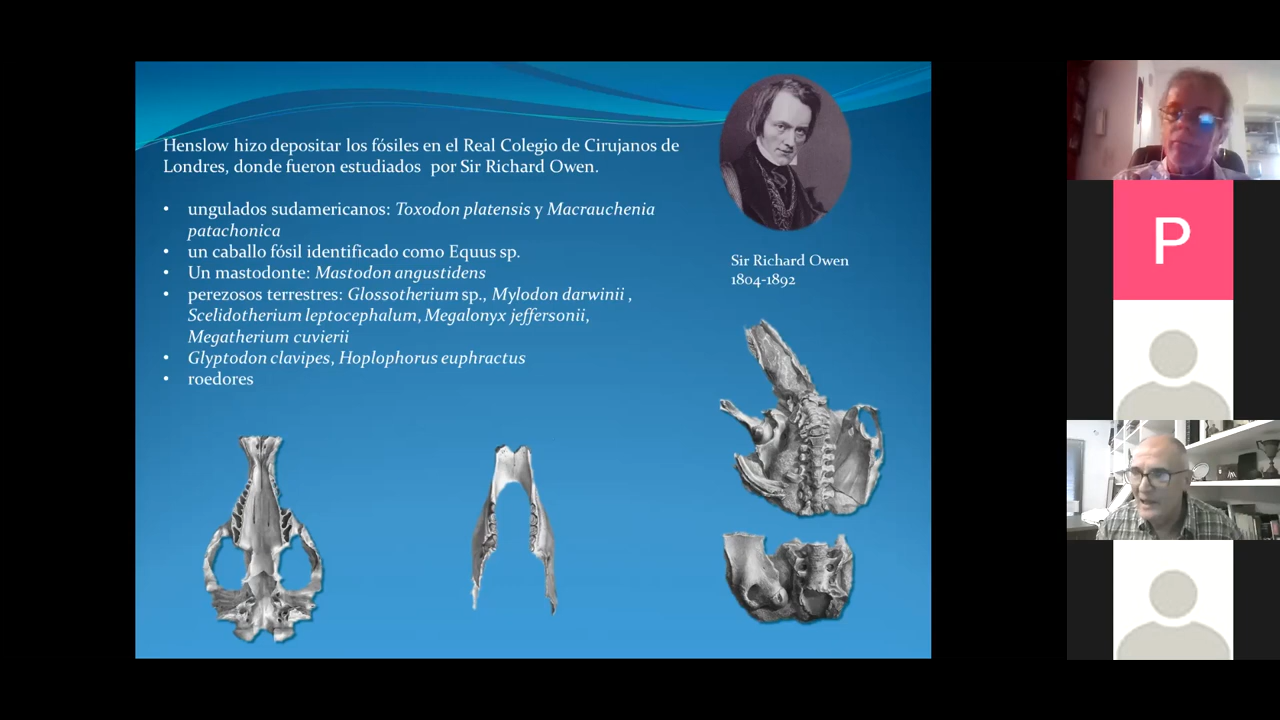 Henslow hizo depositar los fósiles en el Real Colegio de Cirujanos de
Londres, donde fueron estudiados por Sir Richard Owen.
• ungulados sudamericanos: Toxodon platensis y Macrauchenia
patachonica
• un caballo fósil identificado como Equus sp.
• Un mastodonte: Mastodon angustidens
• perezosos terrestres: Glossotherium sp., Mylodon darwinii ,
Scelidotherium leptocephalum, Megalonyx jeffersonii,
Megatherium cuvierii
• Glyptodon clavipes, Hoplophorus euphractus
• roedores
Sir Richard Owen
1804-1892
P